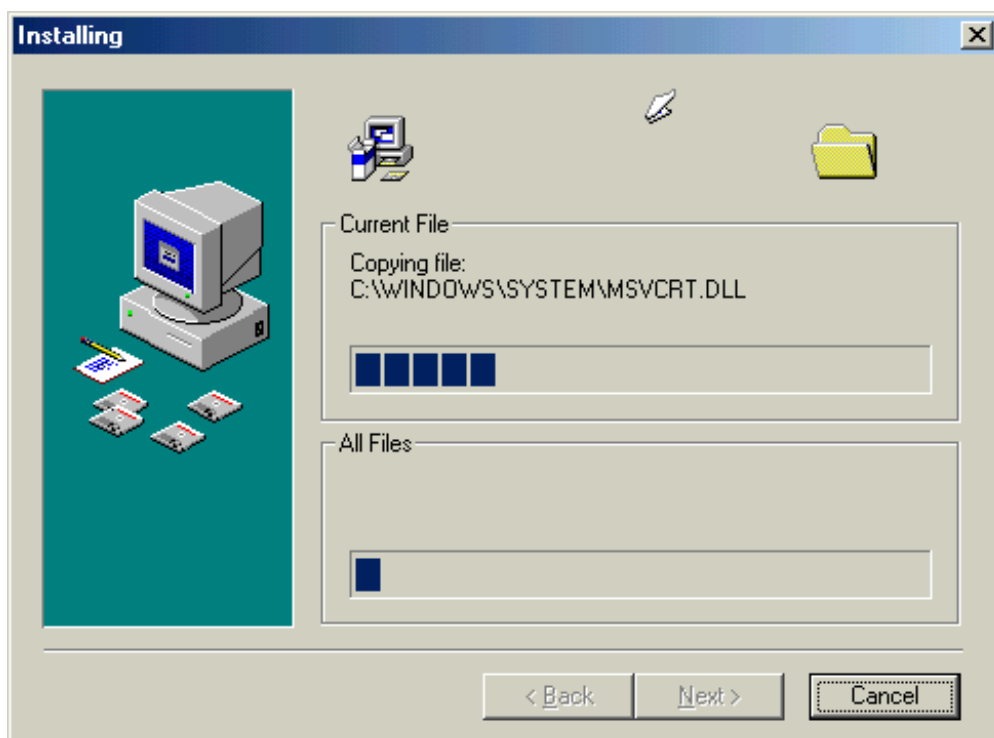 Installing
Current File
Copying file:
C:\WINDOWS\SYSTEM\MSVCRT.DLL
All Files
< Back
Next >
Cancel